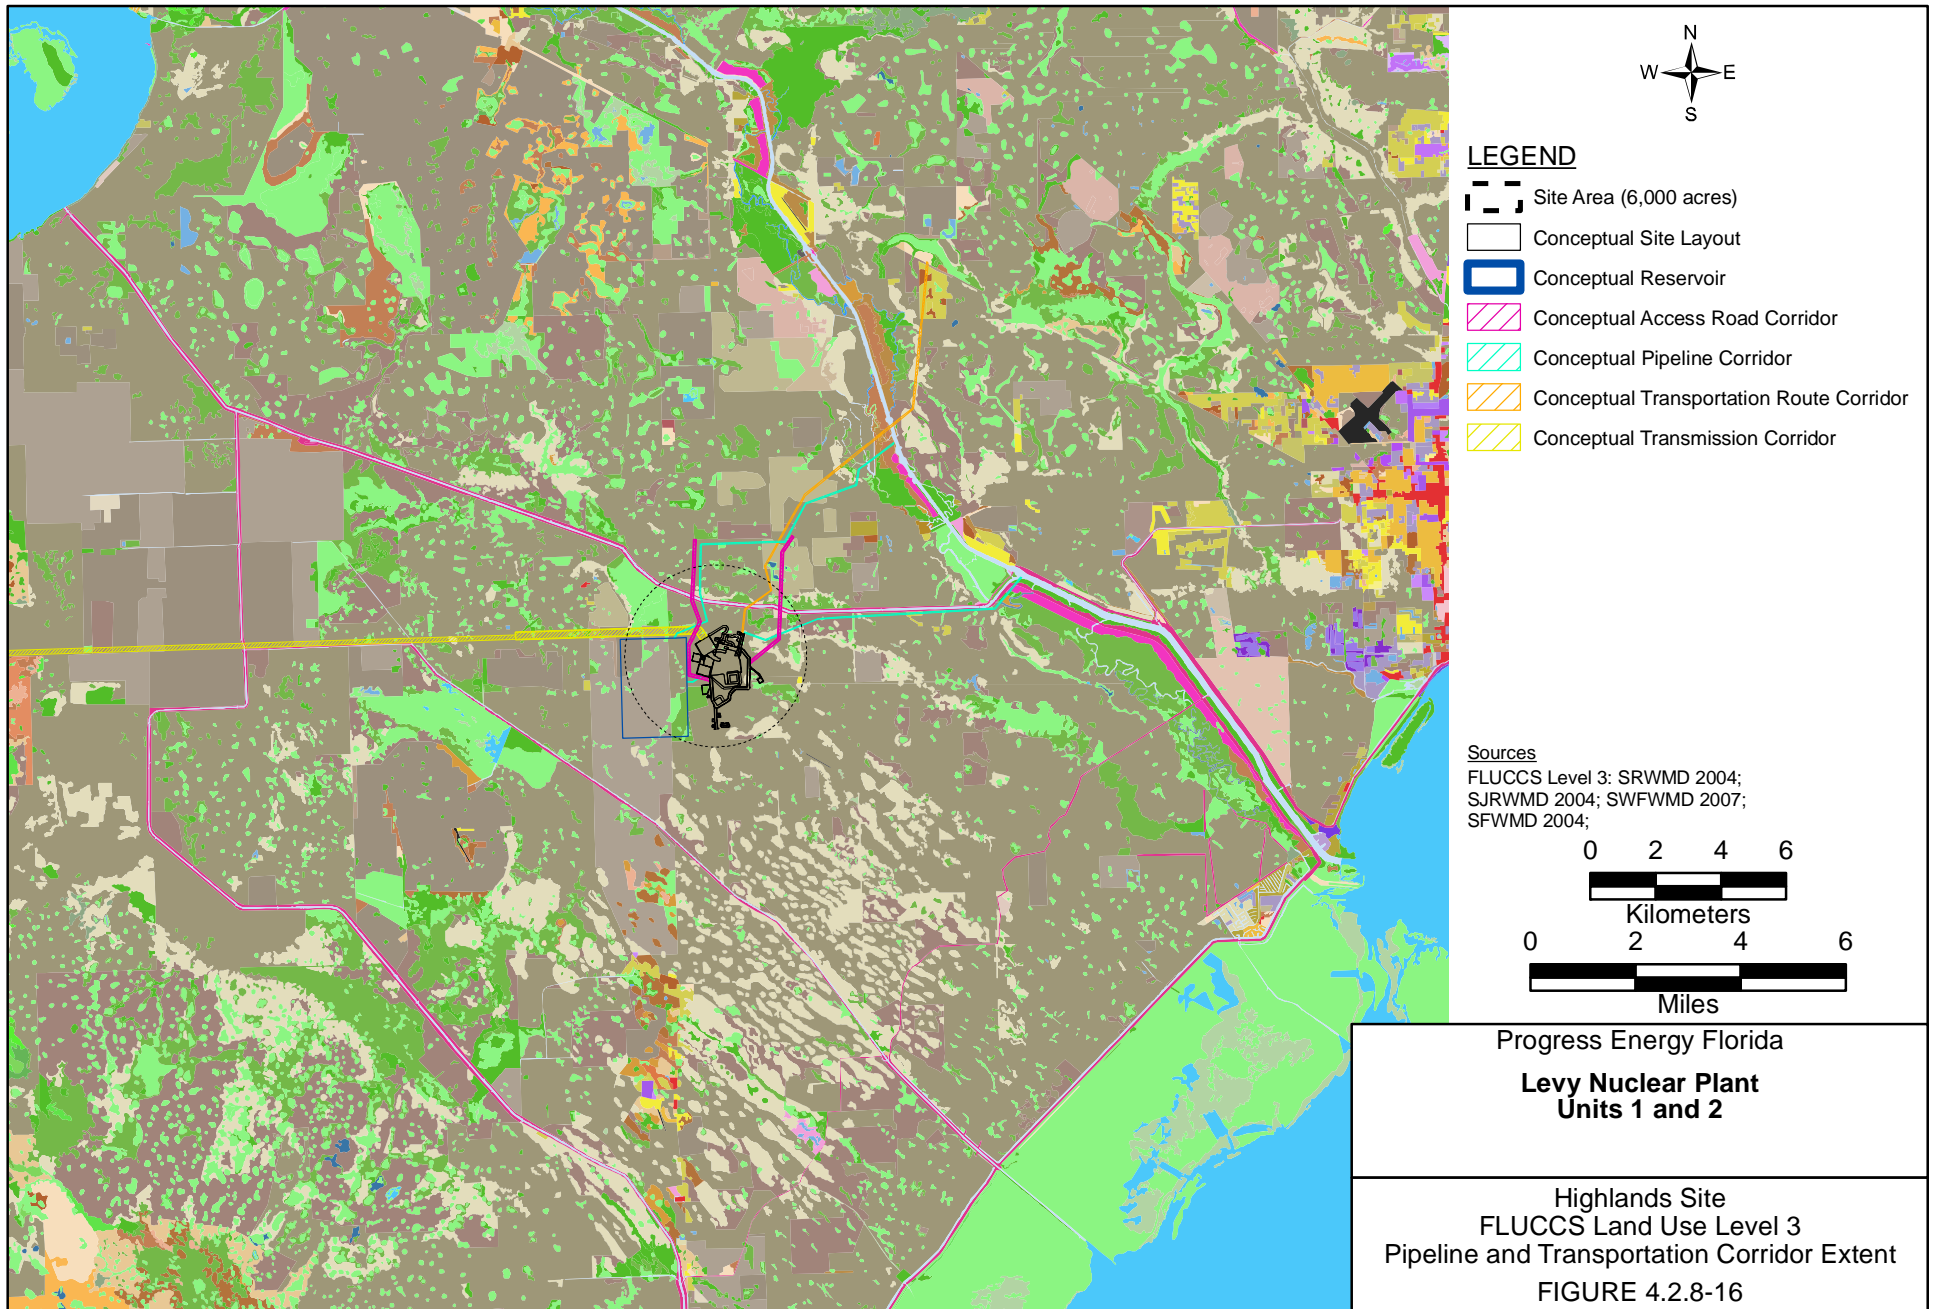 N
W E
S
LEGEND
Site Area (6,000 acres)
Conceptual Site Layout
Conceptual Reservoir
Conceptual Access Road Corridor
Conceptual Pipeline Corridor
Conceptual Transportation Route Corridor
Conceptual Transmission Corridor
Sources
FLUCCS Level 3: SRWMD 2004;
SJRWMD 2004; SWFWMD 2007;
SFWMD 2004;
0 2 4 6
Kilometers
0 2 4 6
Miles
Progress Energy Florida
Levy Nuclear Plant
Units 1 and 2
Highlands Site
FLUCCS Land Use Level 3
Pipeline and Transportation Corridor Extent
FIGURE 4.2.8-16